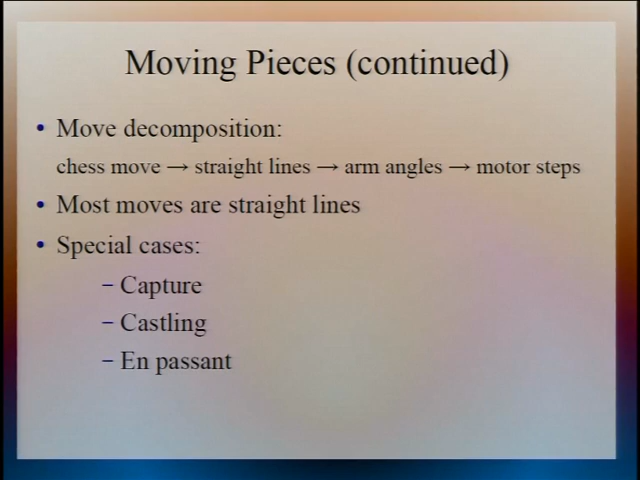 Moving Pieces (continued)
• Move decomposition:
chess move → straight lines → arm angles → motor steps
• Most moves are straight lines
• Special cases:
– Capture
– Castling
– En passant